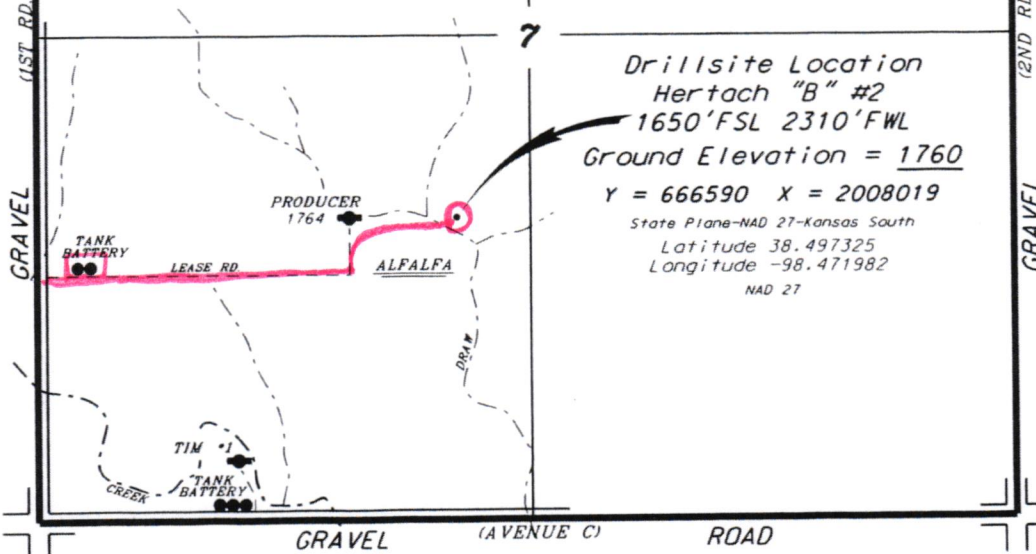 (1ST RD.
7
(2ND RD
Drillsite Location
Hertach "B" #2
1650'FSL 2310'FWL
Ground Elevation = 1760
Y = 666590 X = 2008019
State Plane-NAD 27-Kansas South
Latitude 38.497325
Longitude -98.471982
NAD 27
GRAVEL
PRODUCER
1764
TANK
BATTERY
LEASE RD
ALFALFA
GRAVEL
DRAW
TIM #1
TANK
BATTERY
CREEK
GRAVEL
(AVENUE C)
ROAD